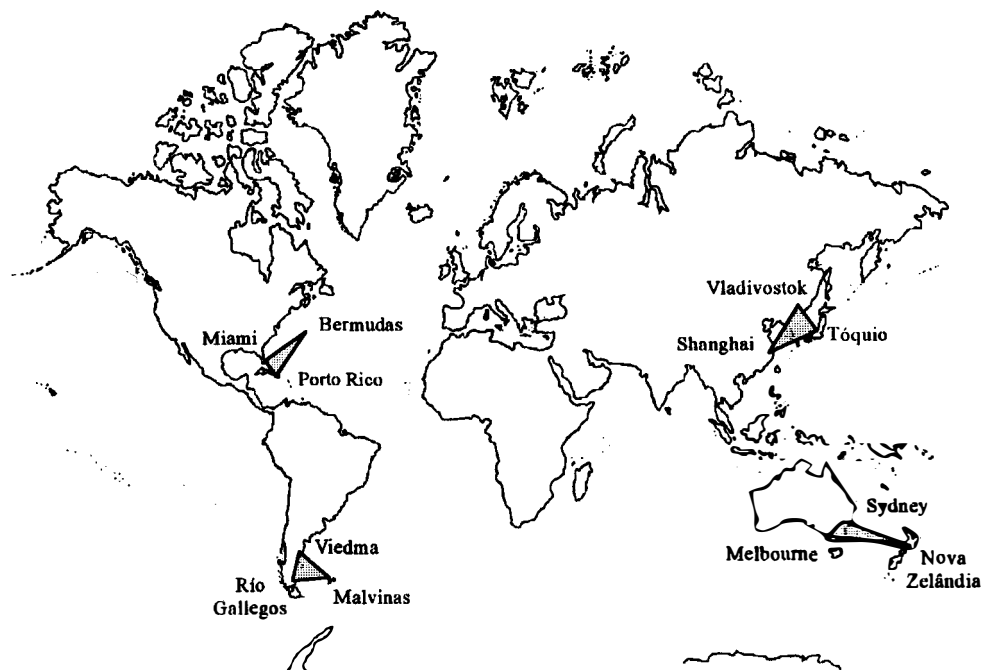 Vladivostok
Bermudas
Miami
Tóquio
Shanghai
Porto Rico
Sydney
Viedma
Melbourne
Nova
Zelândia
Río
Gallegos
Malvinas